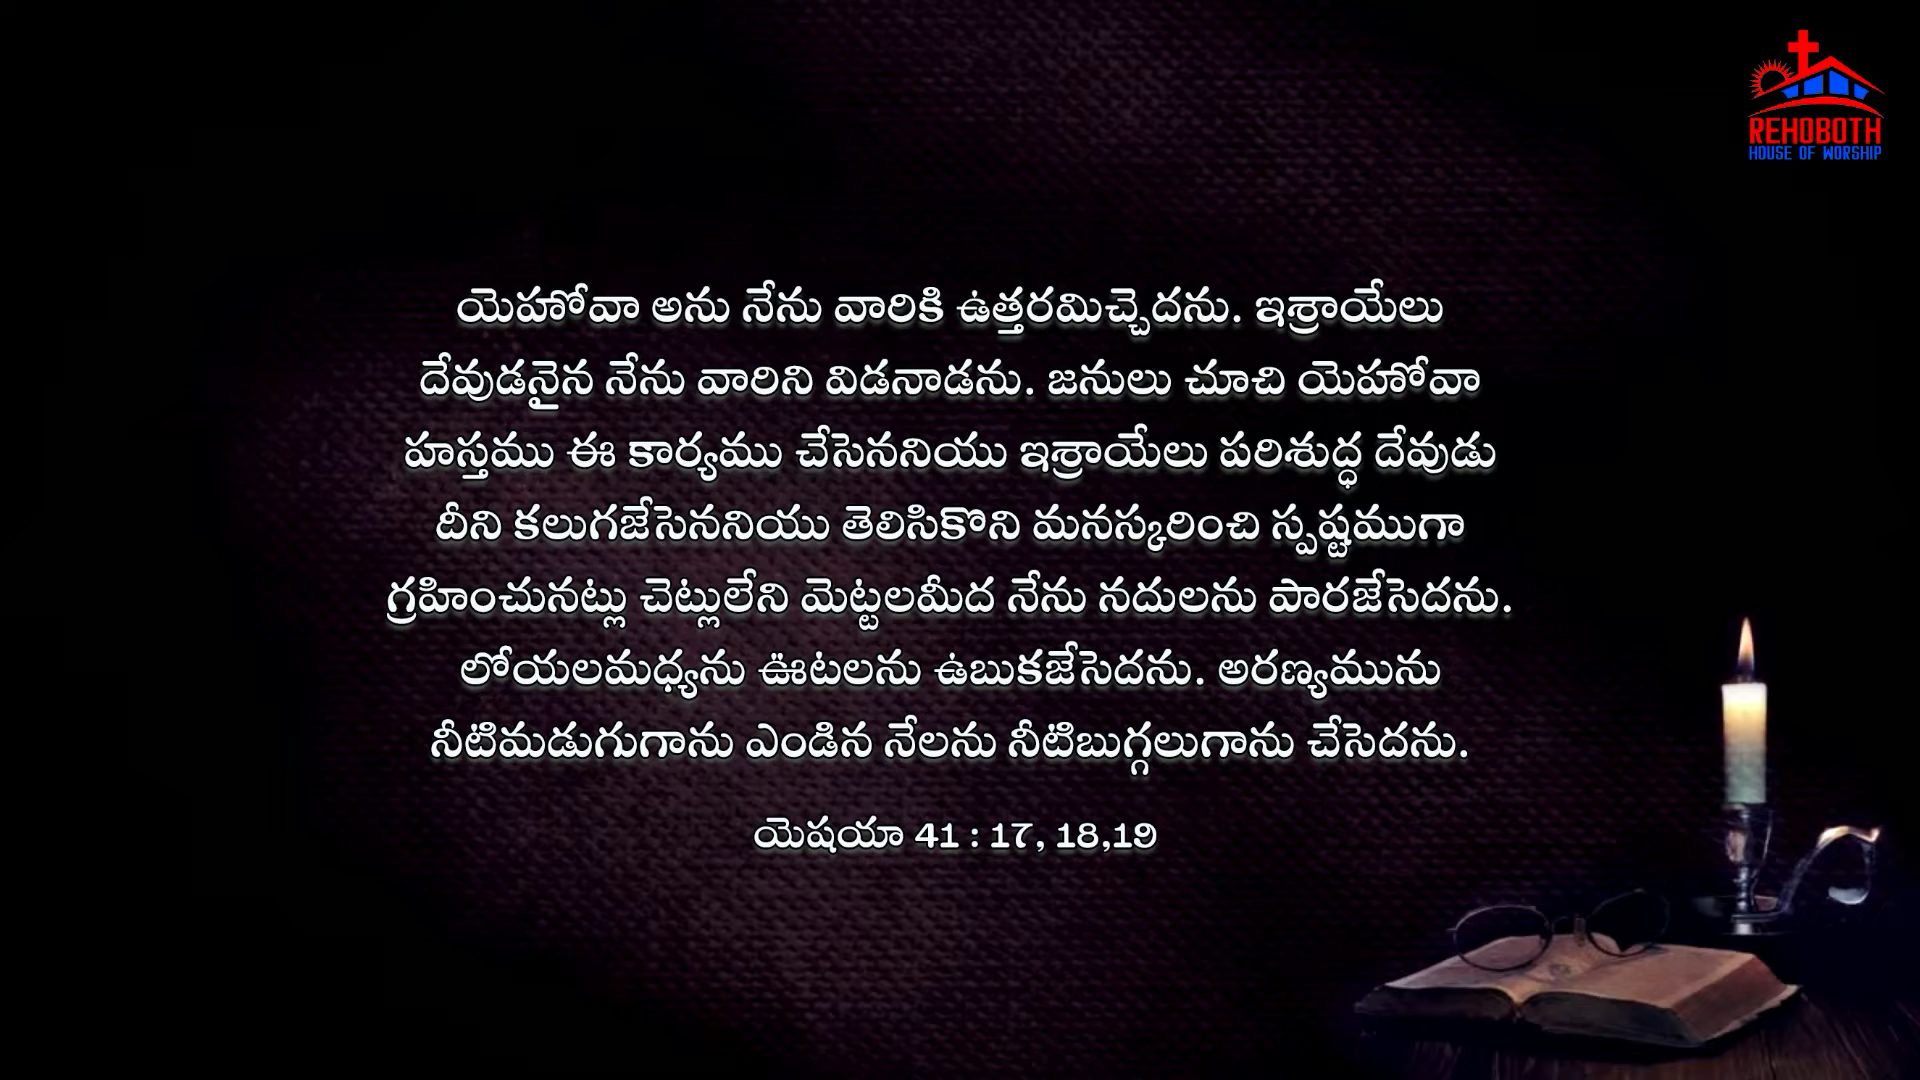 REHOBOTH
HOUSE OF WORSHIP
యెహోవా అను నేను వారికి ఉత్తరమిచ్చెదను. ఇశ్రాయేలు
దేవుడనైన నేను వారిని విడనాడను. జనులు చూచి యెహోవా
హస్తము ఈ కార్యము చేసెననియు ఇశ్రాయేలు పరిశుద్ధ దేవుడు
దీని కలుగజేసెననియు తెలిసికొని మనస్కరించి స్పష్టముగా
గ్రహించునట్లు చెట్లులేని మెట్టలమీద నేను నదులను పారజేసెదను.
లోయలమధ్యను ఊటలను ఉబుకజేసెదను. అరణ్యమును
నీటిమడుగుగాను ఎండిన నేలను నీటిబుగ్గలుగాను చేసెదను.
యెషయా 41 : 17, 18,19